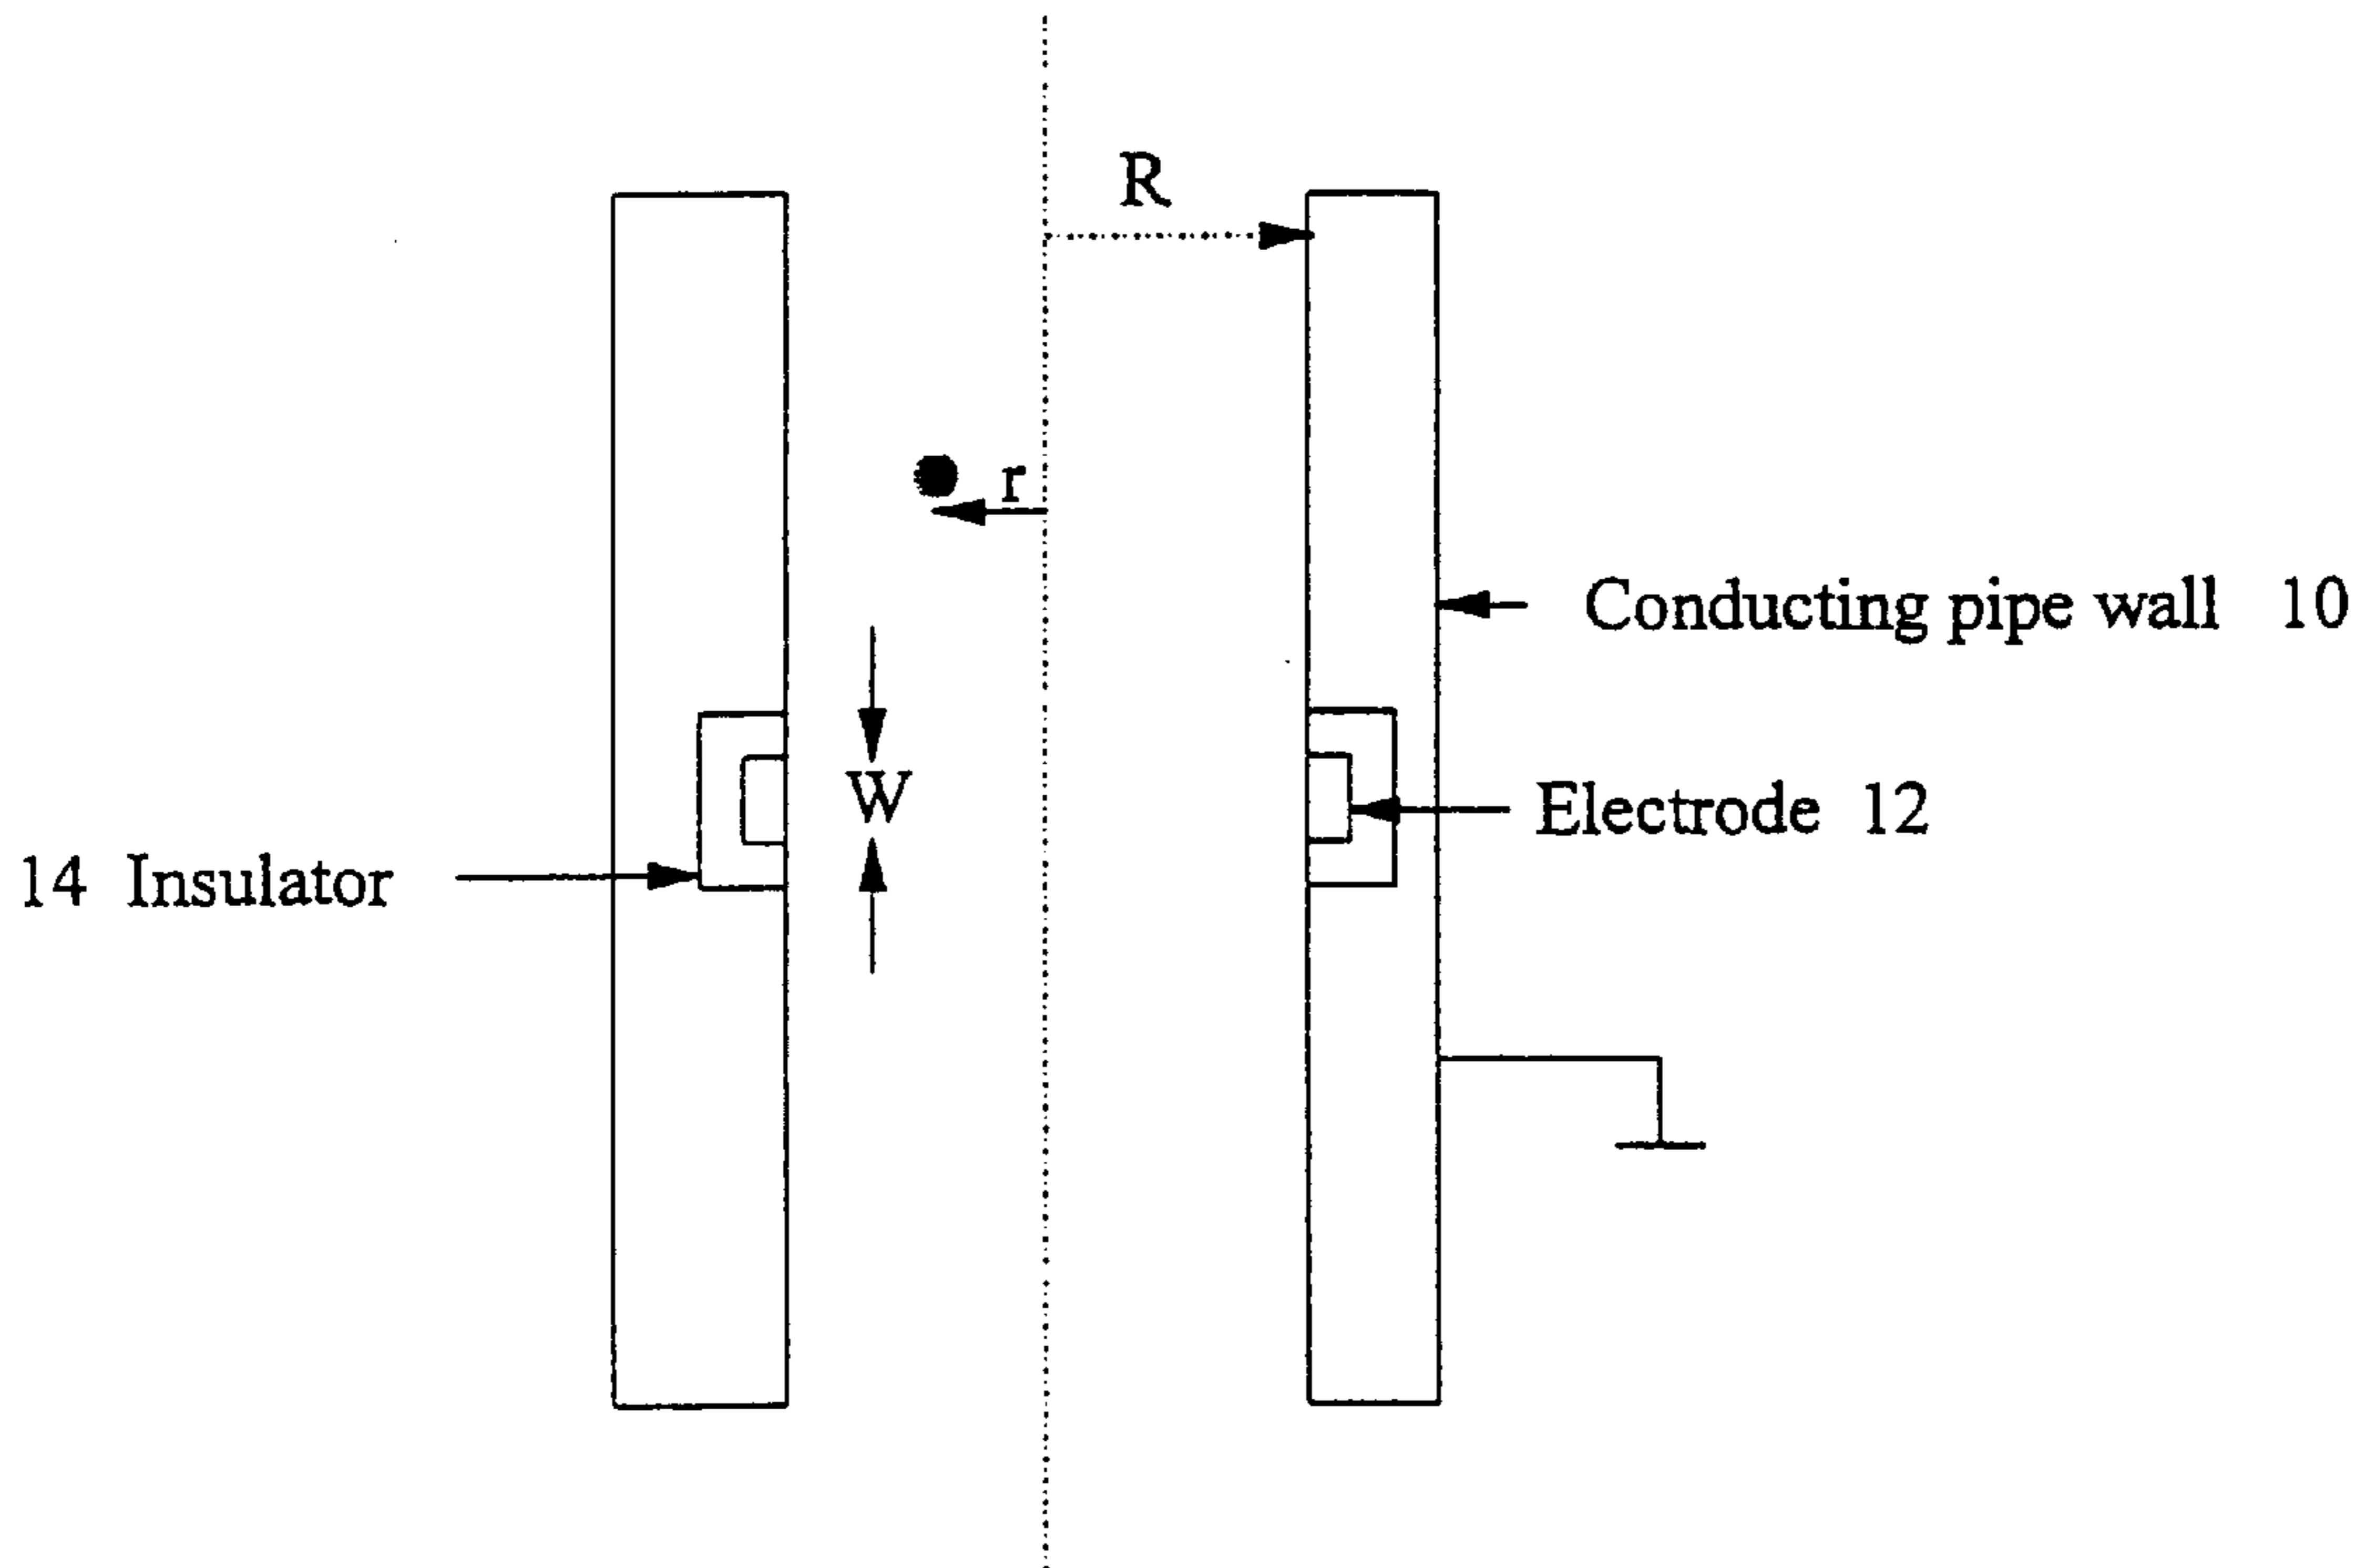 R
r
Conducting pipe wall 10
W
Electrode 12
14 Insulator